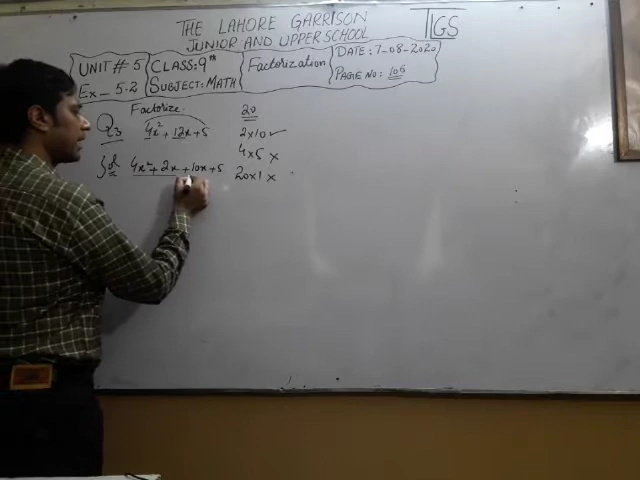 THE LAHORE GARRISON
JUNIOR AND UPPER SCHOOL
TLGS
UNIT # 5
Ex_ 5.2
CLASS: 9th
SUBJECT: MATH
Factorization
DATE: 7-08-2020
PAGE NO: 106
Factorize.
Q3 4x² + 12x + 5
Sol 4x² + 2x + 10x + 5
20
2 x 10 ✓
4 x 5 x
20 x 1 x